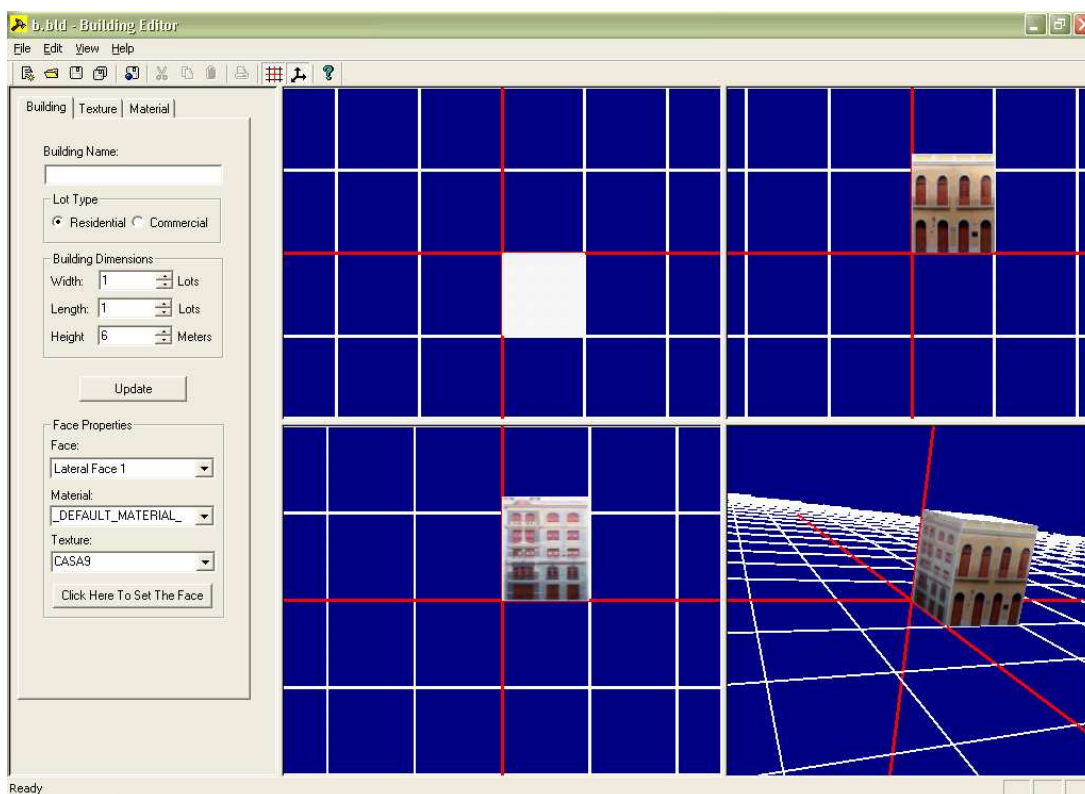 b.bld - Building Editor
File Edit View Help
Building Texture Material
Building Name:
Lot Type
Residential Commercial
Building Dimensions
Width: 1 Lots
Length: 1 Lots
Height 6 Meters
Update
Face Properties
Face:
Lateral Face 1
Material:
_DEFAULT_MATERIAL_
Texture:
CASA9
Click Here To Set The Face
Ready